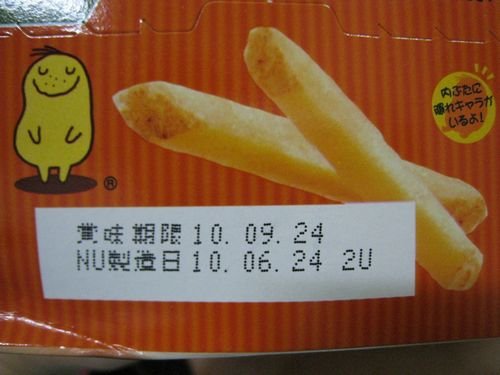 内ぶたに
隠れキャラが
いるよ!
®
賞味期限 10. 09. 24
NU製造日 10. 06. 24 2U